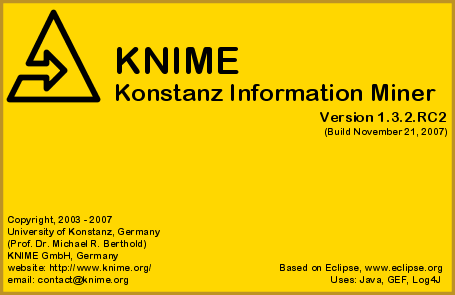 KNIME
Konstanz Information Miner
Version 1.3.2.RC2
(Build November 21, 2007)
Copyright, 2003 - 2007
University of Konstanz, Germany
(Prof. Dr. Michael R. Berthold)
KNIME GmbH, Germany
website: http://www.knime.org/
email: contact@knime.org
Based on Eclipse, www.eclipse.org
Uses: Java, GEF, Log4J